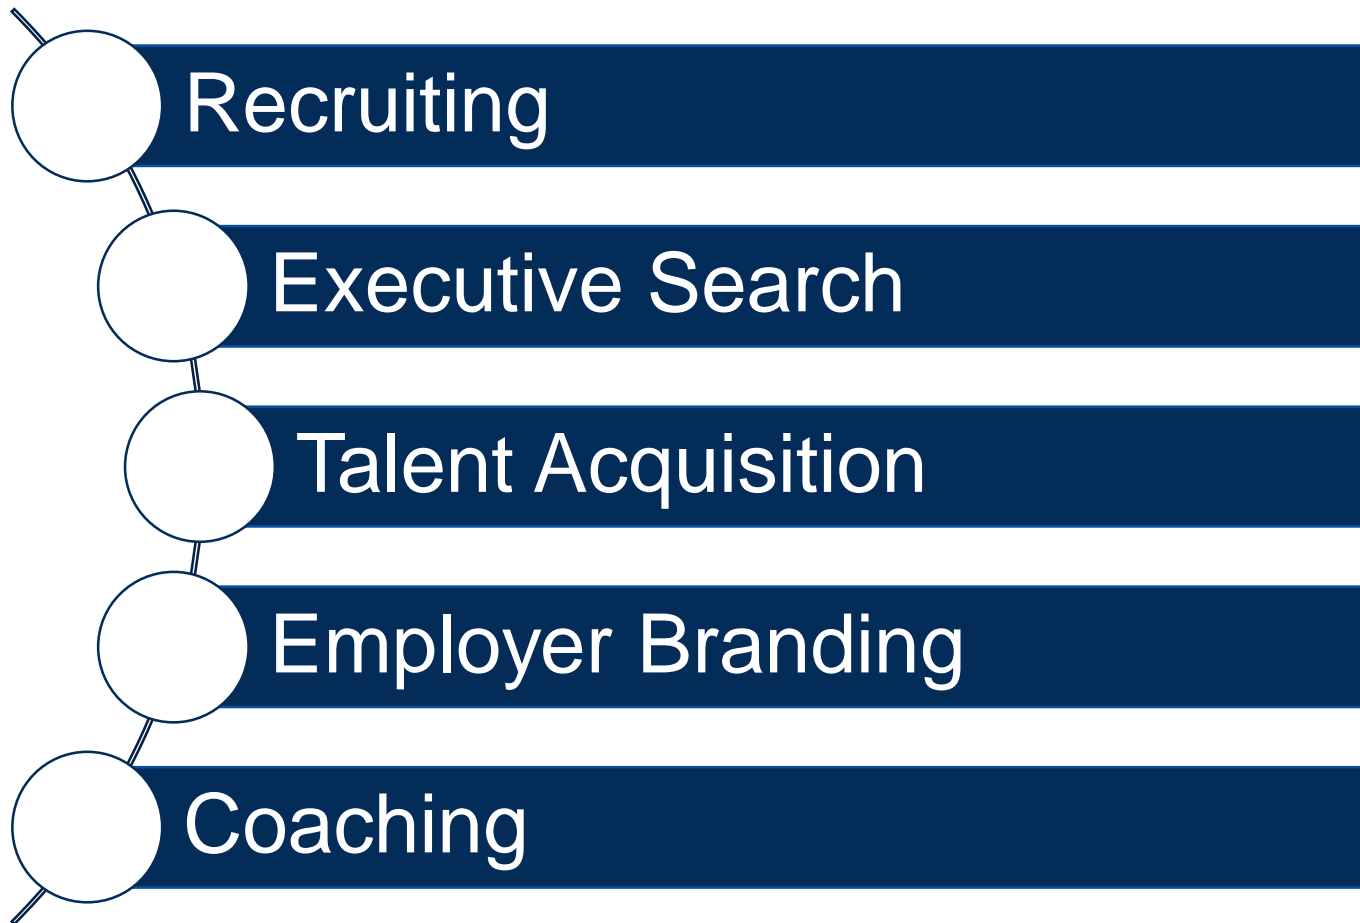 Recruiting
Executive Search
Talent Acquisition
Employer Branding
Coaching